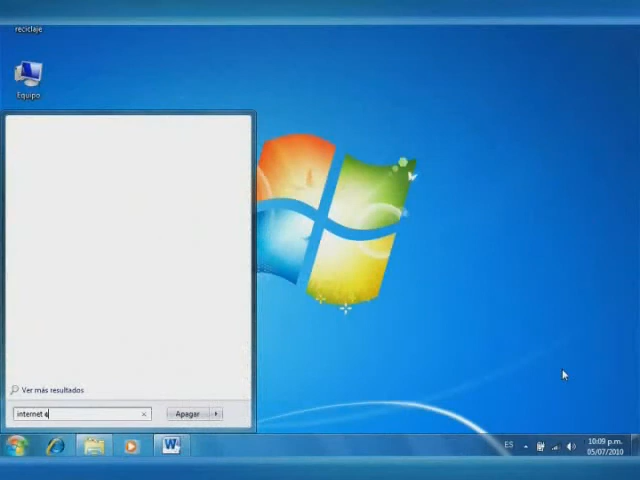 reciclaje
Equipo
Ver más resultados
internet e
Apagar
ES
10:09 p.m.
05/07/2010